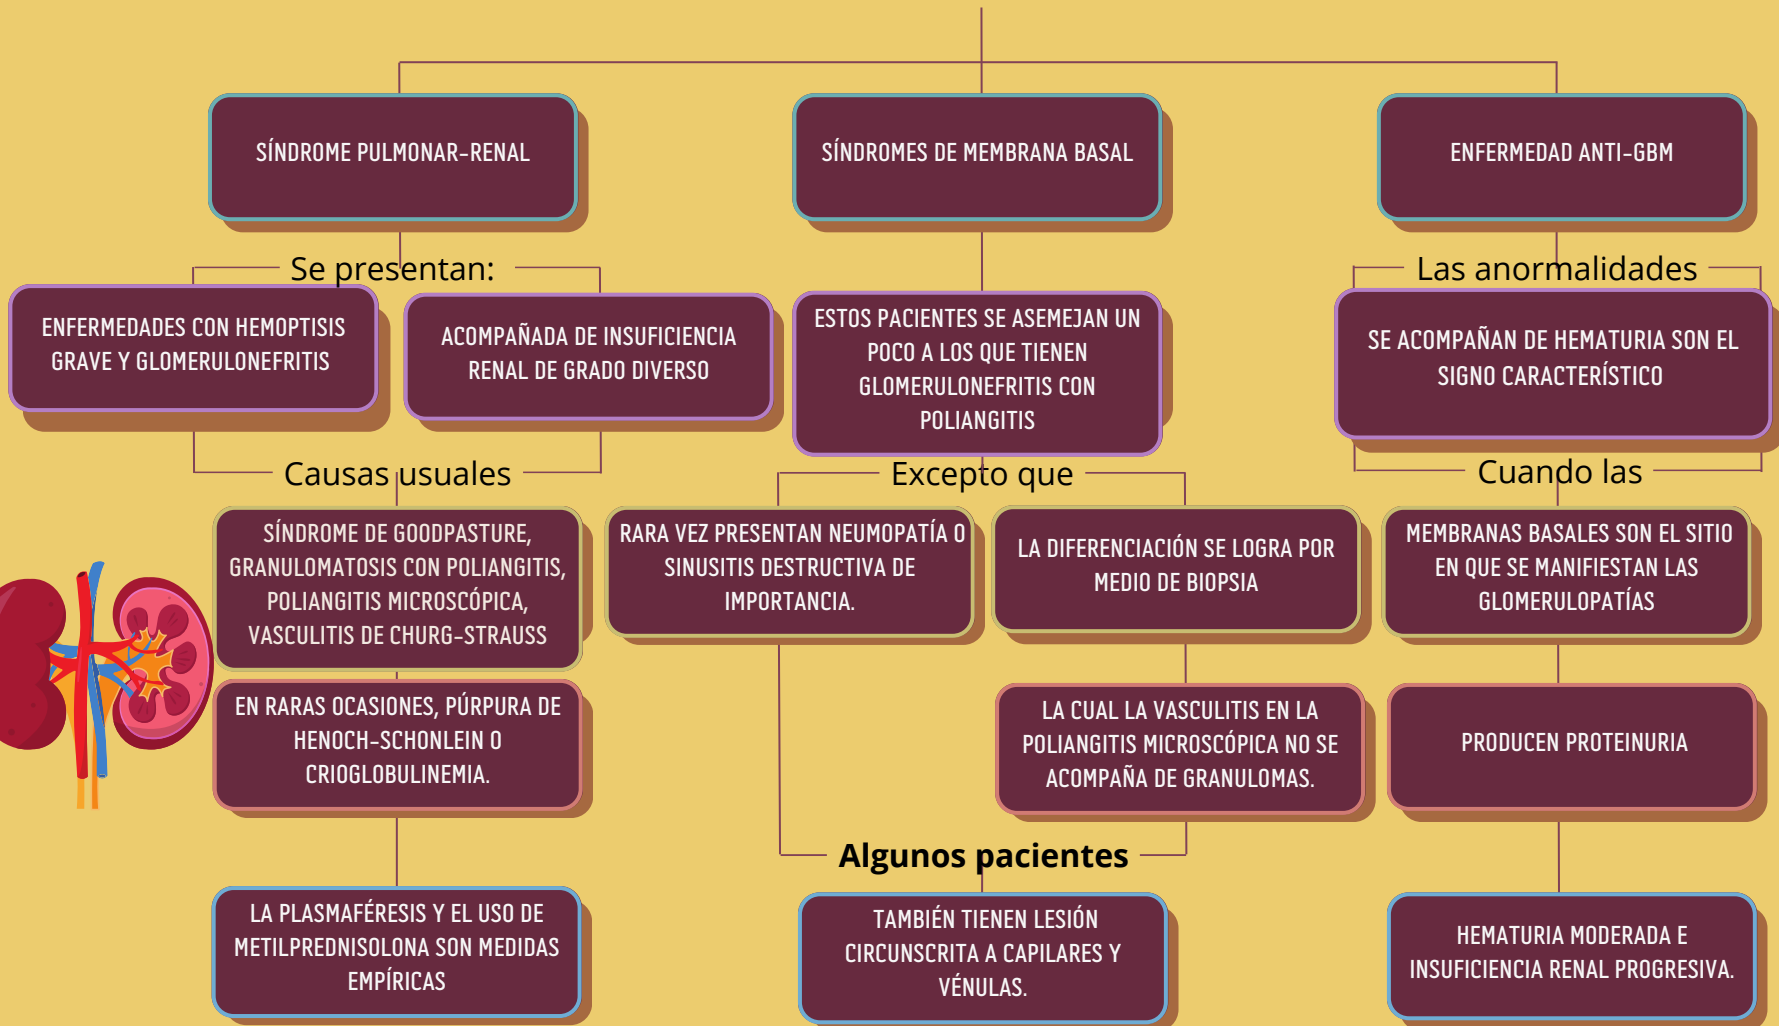 SÍNDROME PULMONAR-RENAL
SÍNDROMES DE MEMBRANA BASAL
ENFERMEDAD ANTI-GBM
Se presentan:
Las anormalidades
ENFERMEDADES CON HEMOPTISIS
GRAVE Y GLOMERULONEFRITIS
ACOMPAÑADA DE INSUFICIENCIA
RENAL DE GRADO DIVERSO
ESTOS PACIENTES SE ASEMEJAN UN
POCO A LOS QUE TIENEN
GLOMERULONEFRITIS CON
POLIANGITIS
SE ACOMPAÑAN DE HEMATURIA SON EL
SIGNO CARACTERÍSTICO
Causas usuales
Excepto que
Cuando las
SÍNDROME DE GOODPASTURE,
GRANULOMATOSIS CON POLIANGITIS,
POLIANGITIS MICROSCÓPICA,
VASCULITIS DE CHURG-STRAUSS
RARA VEZ PRESENTAN NEUMOPATÍA O
SINUSITIS DESTRUCTIVA DE
IMPORTANCIA.
LA DIFERENCIACIÓN SE LOGRA POR
MEDIO DE BIOPSIA
MEMBRANAS BASALES SON EL SITIO
EN QUE SE MANIFIESTAN LAS
GLOMERULOPATÍAS
EN RARAS OCASIONES, PÚRPURA DE
HENOCH-SCHONLEIN O
CRIOGLOBULINEMIA.
LA CUAL LA VASCULITIS EN LA
POLIANGITIS MICROSCÓPICA NO SE
ACOMPAÑA DE GRANULOMAS.
PRODUCEN PROTEINURIA
Algunos pacientes
LA PLASMAFÉRESIS Y EL USO DE
METILPREDNISOLONA SON MEDIDAS
EMPÍRICAS
TAMBIÉN TIENEN LESIÓN
CIRCUNSCRITA A CAPILARES Y
VÉNULAS.
HEMATURIA MODERADA E
INSUFICIENCIA RENAL PROGRESIVA.